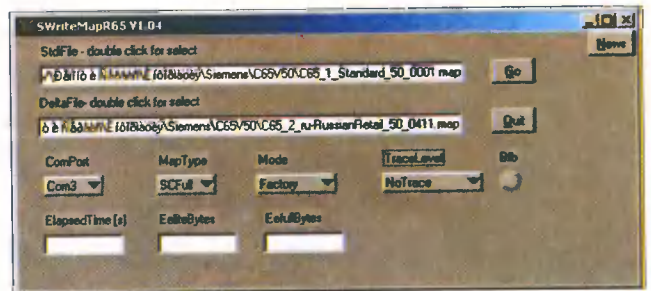 SWriteMapR65 V1.04
News
StdFile - double click for select
\Siemens\C65V50\C65_1_Standard_50_0001.map
Go
DeltaFile- double click for select
\Siemens\C65V50\C65_2_ru-RussianRetail_50_0411.map
Quit
ComPort MapType Mode TraceLevel Bfb
Com3 SCFull Factory NoTrace
ElapsedTime [s] EeliteBytes EefullBytes